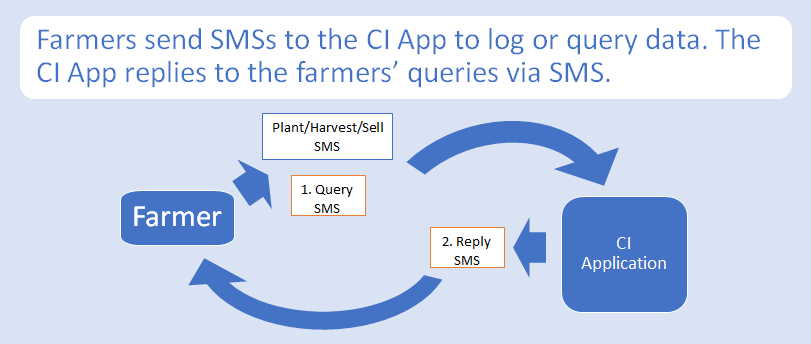 Farmers send SMSs to the CI App to log or query data. The
CI App replies to the farmers’ queries via SMS.
Plant/Harvest/Sell
SMS
1. Query
SMS
Farmer
2. Reply
SMS
CI
Application